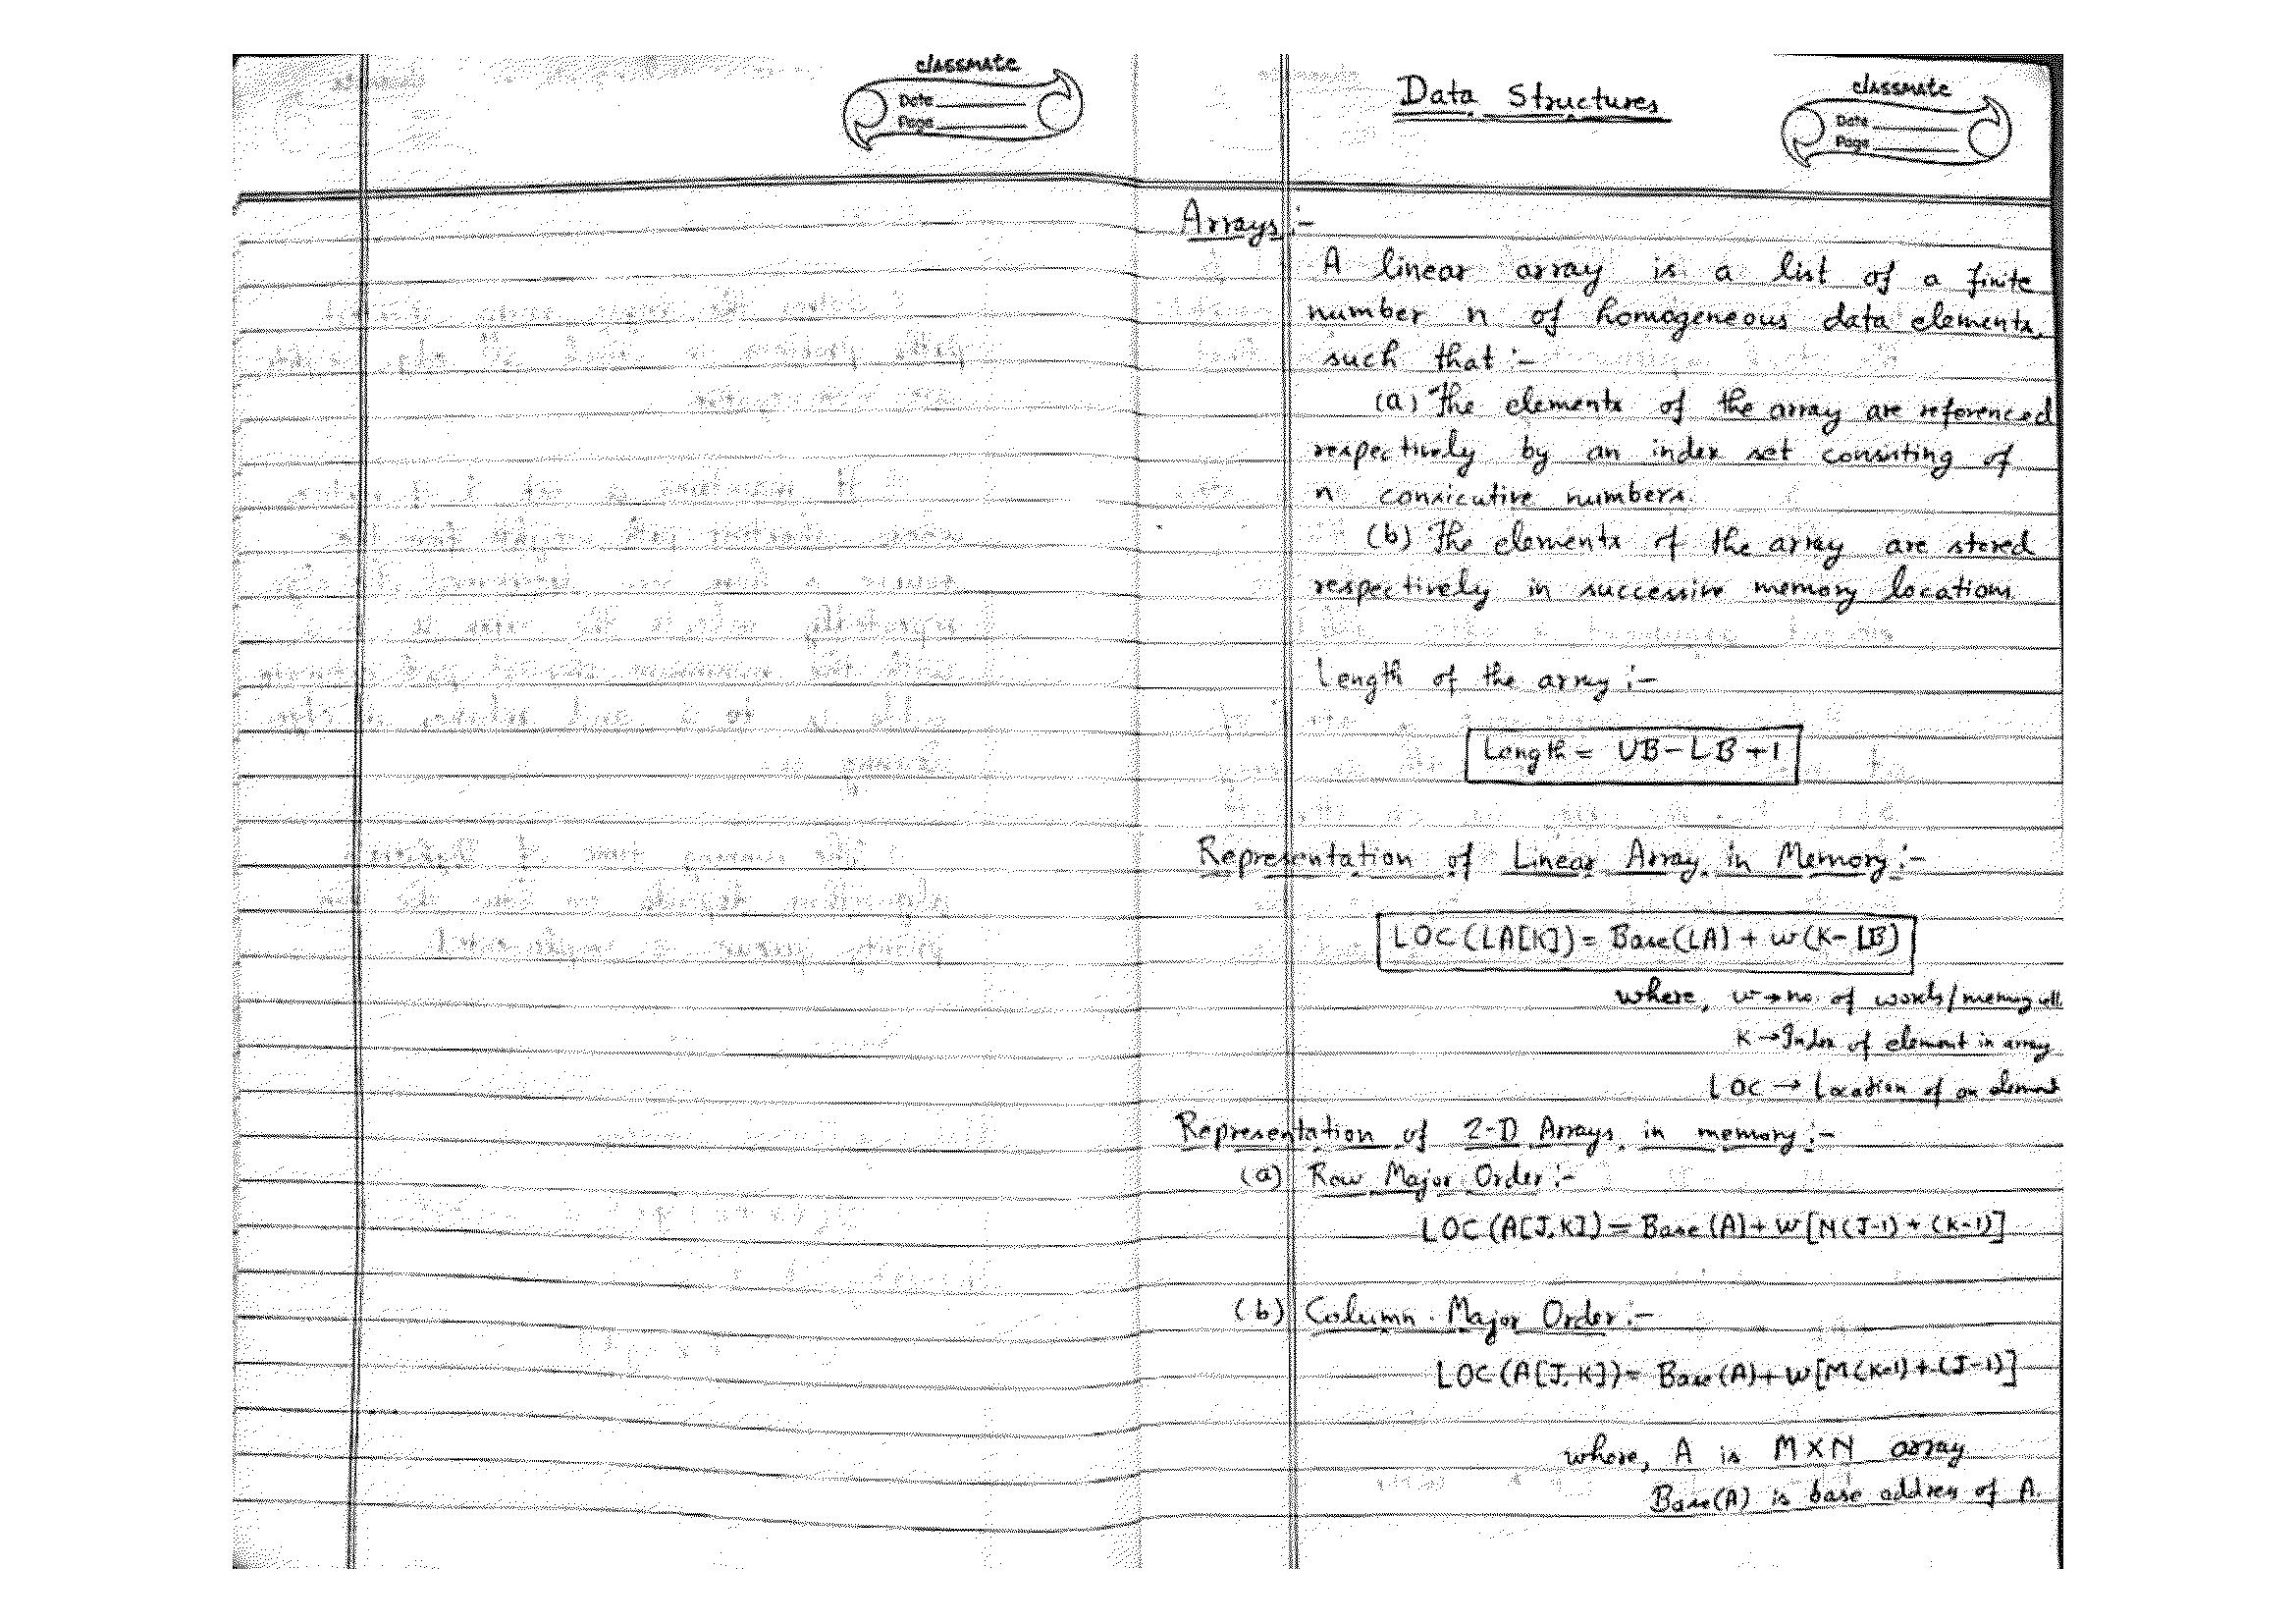 classmate
Date
Page
Data Structures
classmate
Date
Page
Arrays :-
A linear array is a list of a finite
number n of homogeneous data elements,
such that :-
(a) The elements of the array are referenced
respectively by an index set consisting of
n consicutive numbers.
(b) The elements of the array are stored
respectively in successive memory locations
Length of the array :-
Length = UB - LB + 1
Representation of Linear Array in Memory :-
LOC (LA[K]) = Base(LA) + w(K- LB)
where, w → no. of words/memory cell
K → Index of element in array
LOC → Location of an element
Representation of 2-D Arrays in memory :-
(a) Row Major Order :-
LOC (A[J,K]) = Base (A) + W [N(J-1) + (K-1)]
(b) Column Major Order :-
LOC (A[J,K]) = Base (A) + W [M(K-1) + (J-1)]
where, A is M X N array
Base(A) is base address of A.